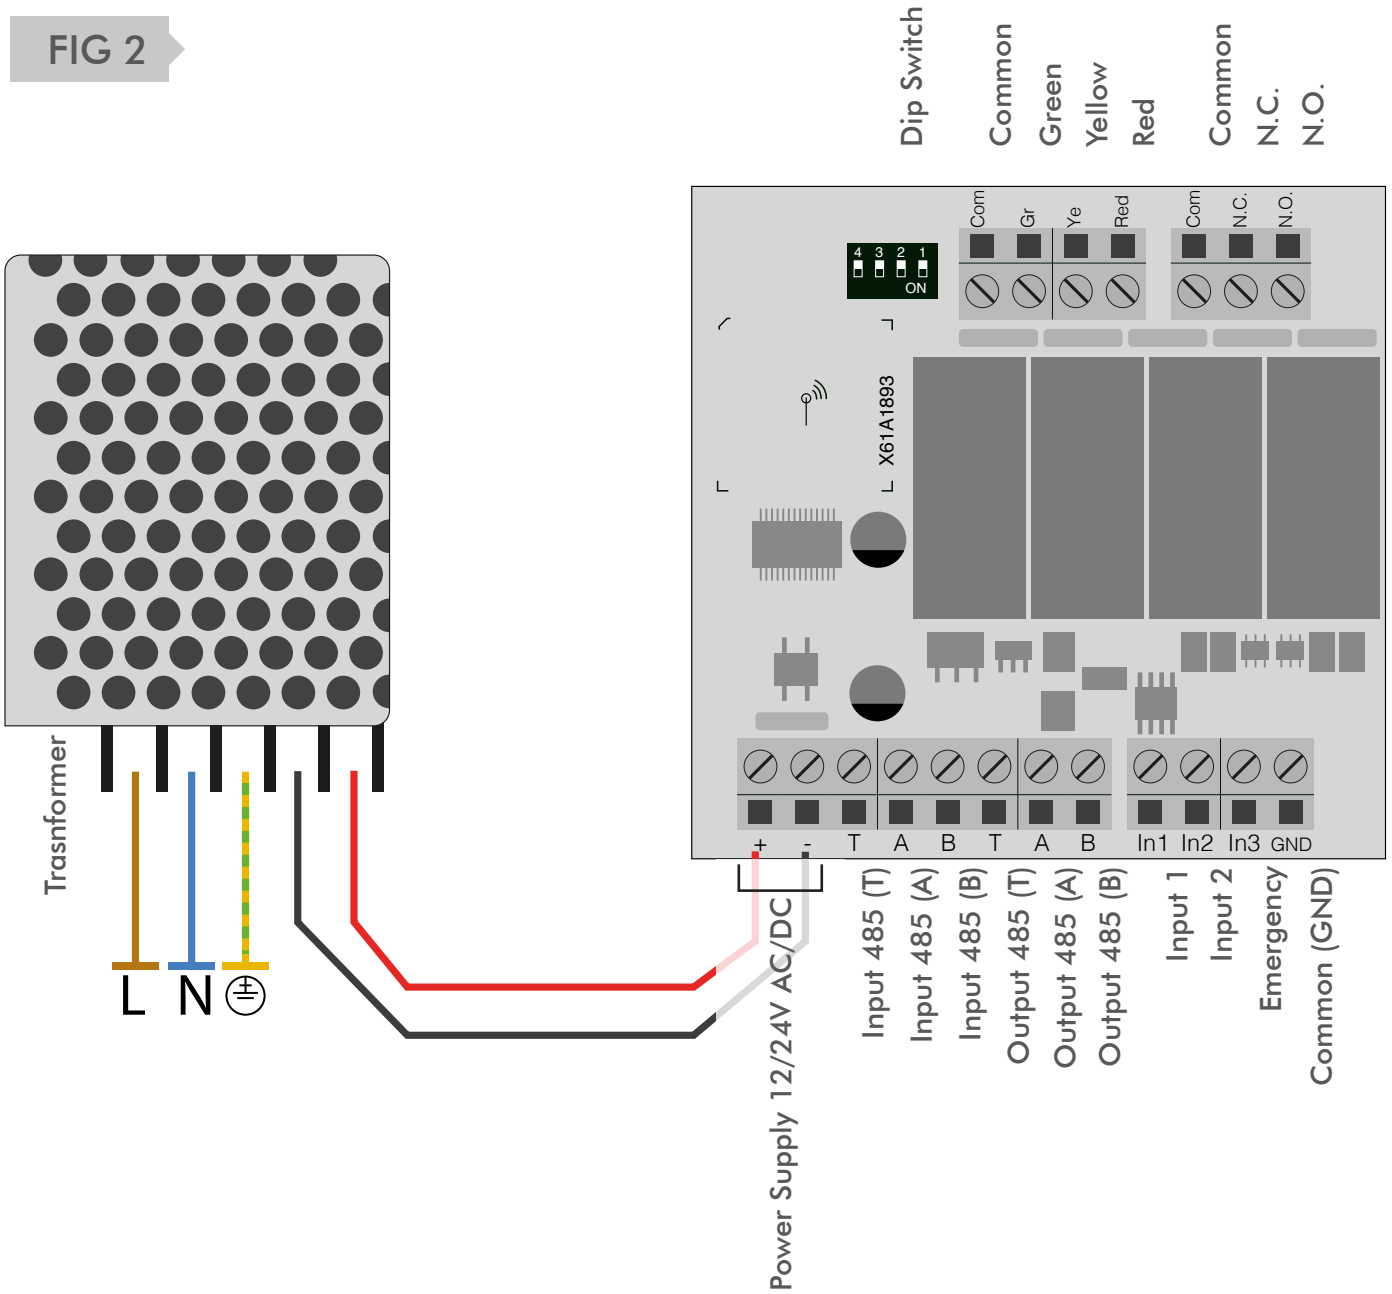 FIG 2
Dip Switch
Common
Green
Yellow
Red
Common
N.C.
N.O.
Com
Gr
Ye
Red
Com
N.C.
N.O.
4 3 2 1
ON
X61A1893
Trasnformer
L N
+ - T A B T A B In1 In2 In3 GND
Power Supply 12/24V AC/DC
Input 485 (T)
Input 485 (A)
Input 485 (B)
Output 485 (T)
Output 485 (A)
Output 485 (B)
Input 1
Input 2
Emergency
Common (GND)